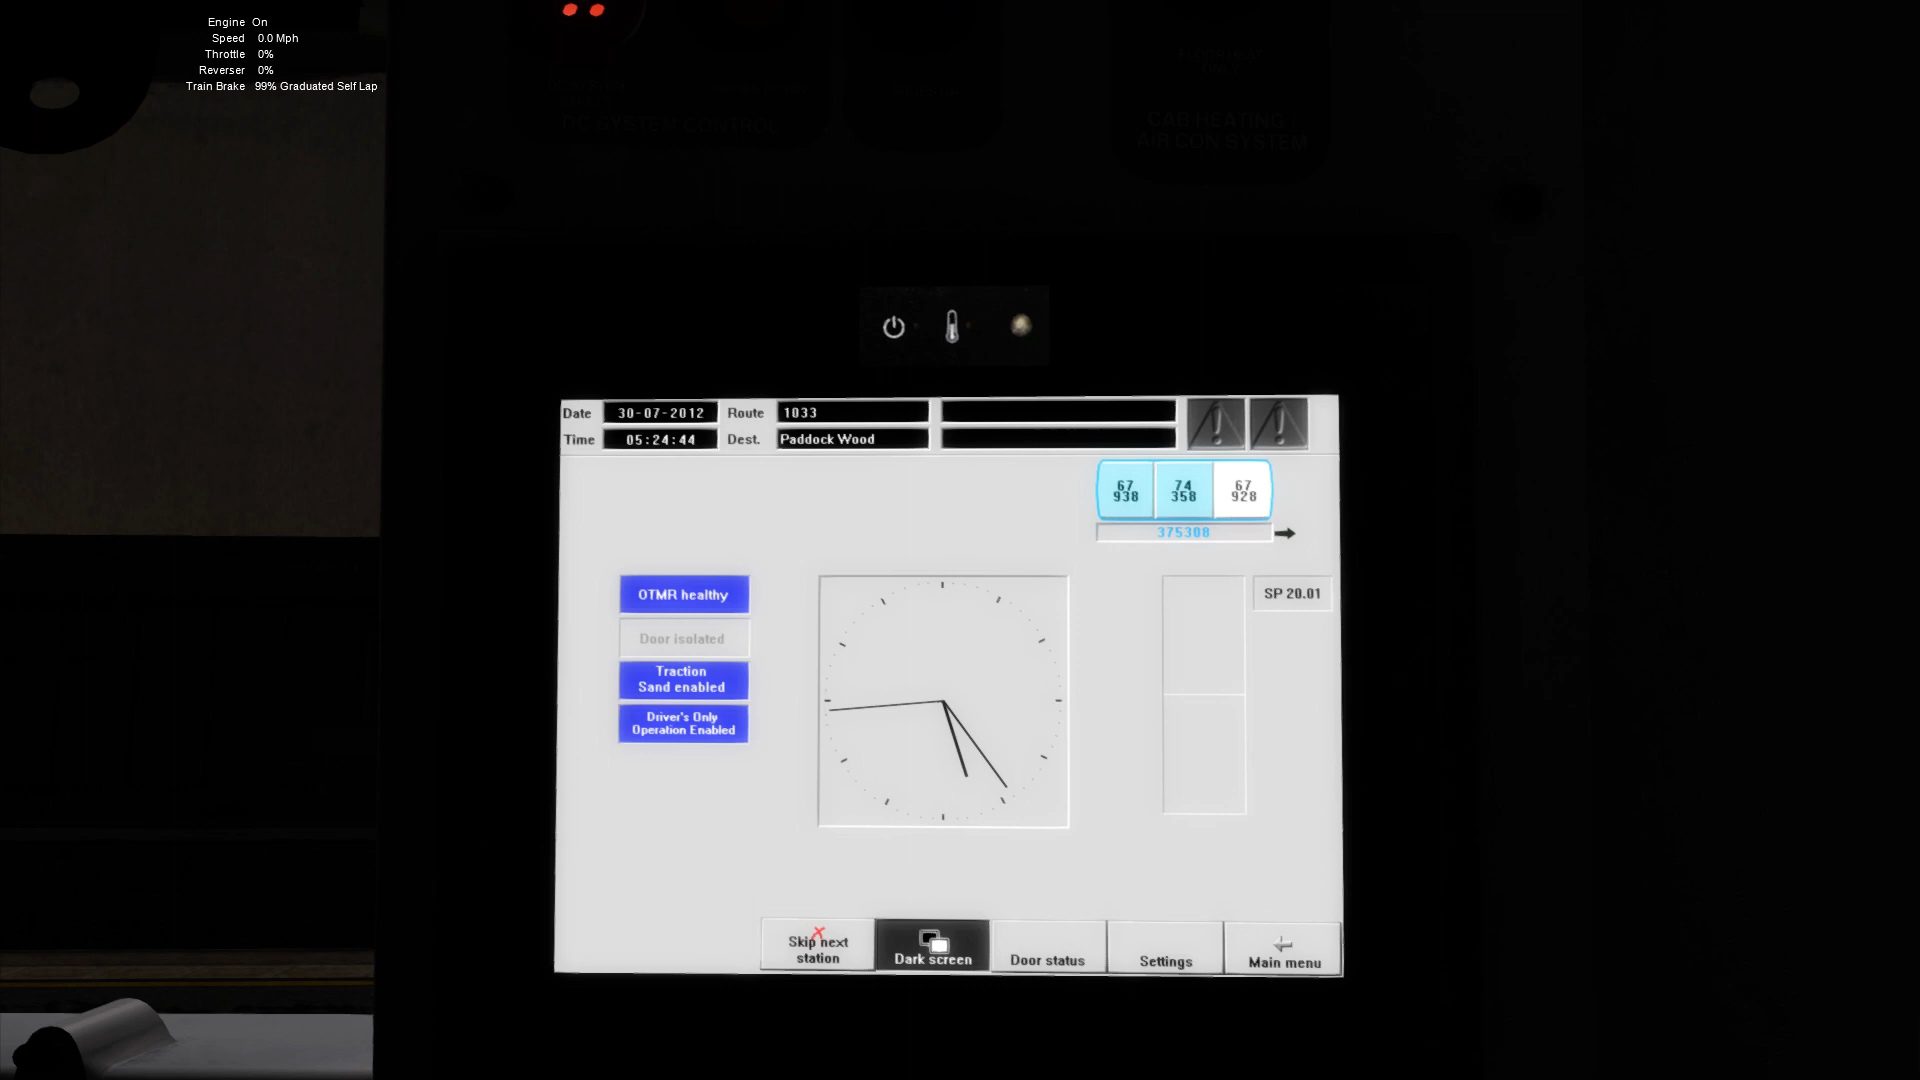 Engine On
Speed 0.0 Mph
Throttle 0%
Reverser 0%
Train Brake 99% Graduated Self Lap
DC SYSTEM CONTROL
CAB HEATING /
AIR CON SYSTEM
Date 30-07-2012 Route 1033
Time 05:24:44 Dest. Paddock Wood
67 74 67
938 358 928
375308
SP 20.01
OTMR healthy
Door isolated
Traction
Sand enabled
Driver's Only
Operation Enabled
Skip next
station
Dark screen
Door status
Settings
Main menu